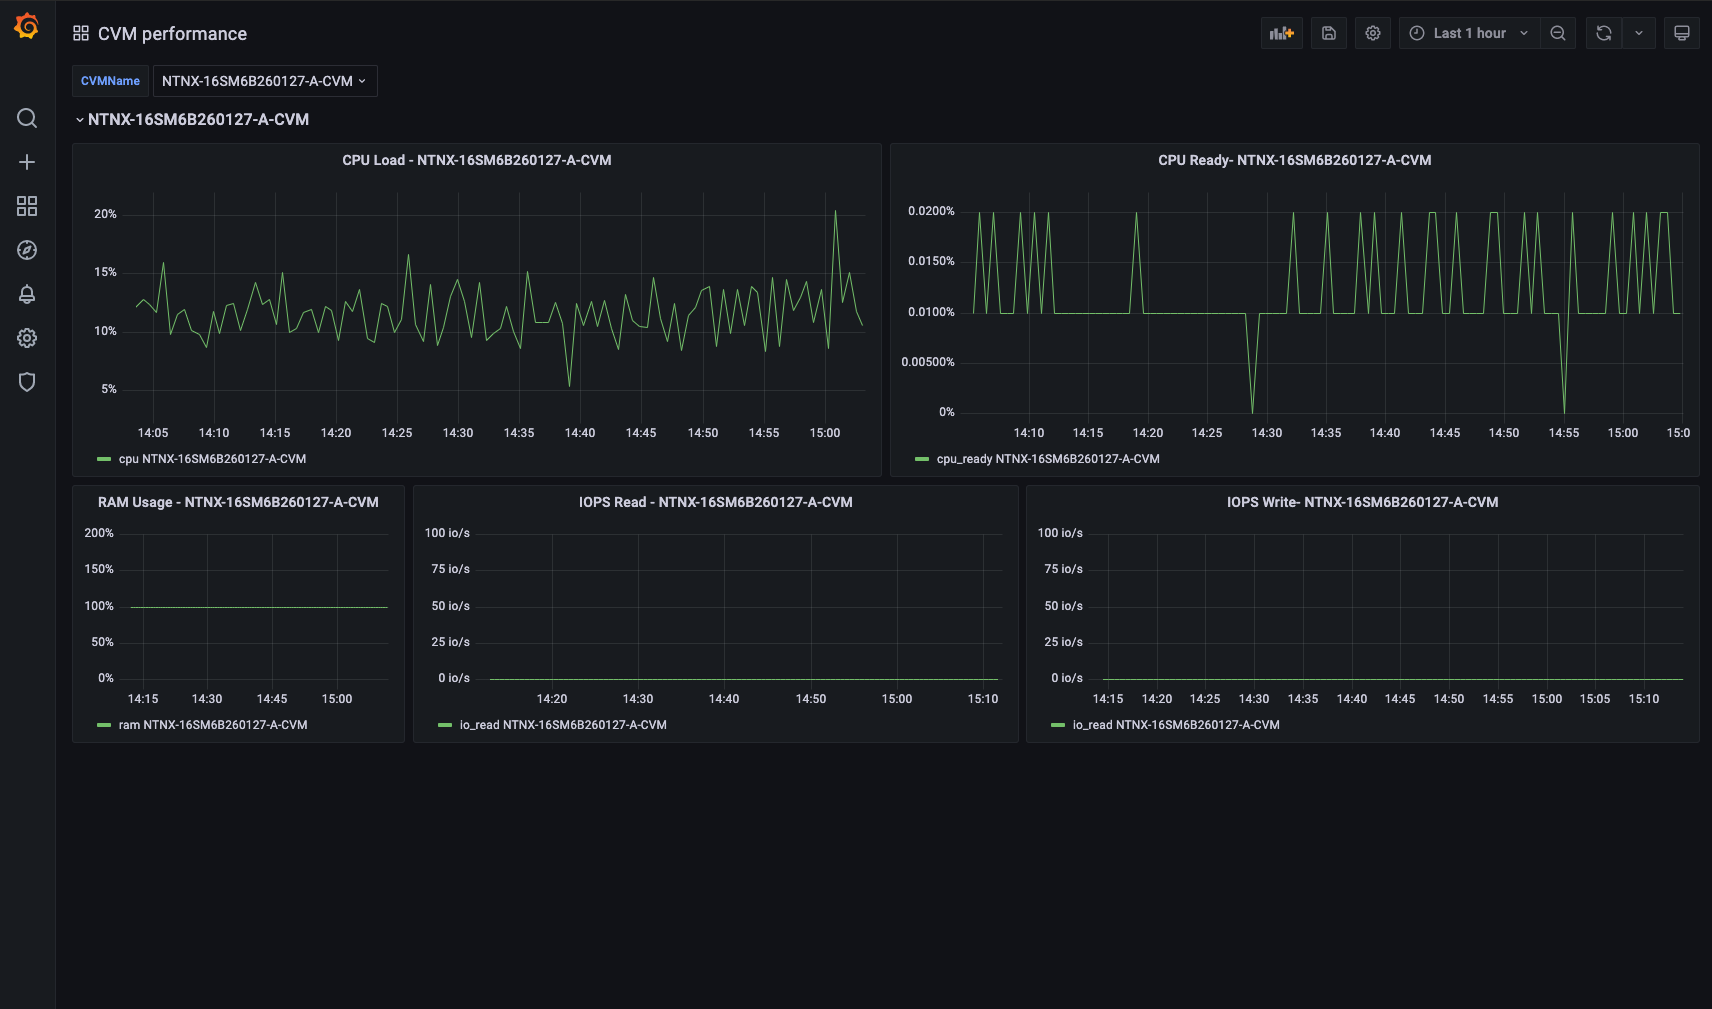 CVM performance
Last 1 hour
CVMName
NTNX-16SM6B260127-A-CVM
NTNX-16SM6B260127-A-CVM
CPU Load - NTNX-16SM6B260127-A-CVM
20%
15%
10%
5%
14:05 14:10 14:15 14:20 14:25 14:30 14:35 14:40 14:45 14:50 14:55 15:00
cpu NTNX-16SM6B260127-A-CVM
CPU Ready- NTNX-16SM6B260127-A-CVM
0.0200%
0.0150%
0.0100%
0.00500%
0%
14:10 14:15 14:20 14:25 14:30 14:35 14:40 14:45 14:50 14:55 15:00 15:0
cpu_ready NTNX-16SM6B260127-A-CVM
RAM Usage - NTNX-16SM6B260127-A-CVM
200%
150%
100%
50%
0%
14:15 14:30 14:45 15:00
ram NTNX-16SM6B260127-A-CVM
IOPS Read - NTNX-16SM6B260127-A-CVM
100 io/s
75 io/s
50 io/s
25 io/s
0 io/s
14:20 14:30 14:40 14:50 15:00 15:10
io_read NTNX-16SM6B260127-A-CVM
IOPS Write- NTNX-16SM6B260127-A-CVM
100 io/s
75 io/s
50 io/s
25 io/s
0 io/s
14:15 14:20 14:25 14:30 14:35 14:40 14:45 14:50 14:55 15:00 15:05 15:10
io_read NTNX-16SM6B260127-A-CVM